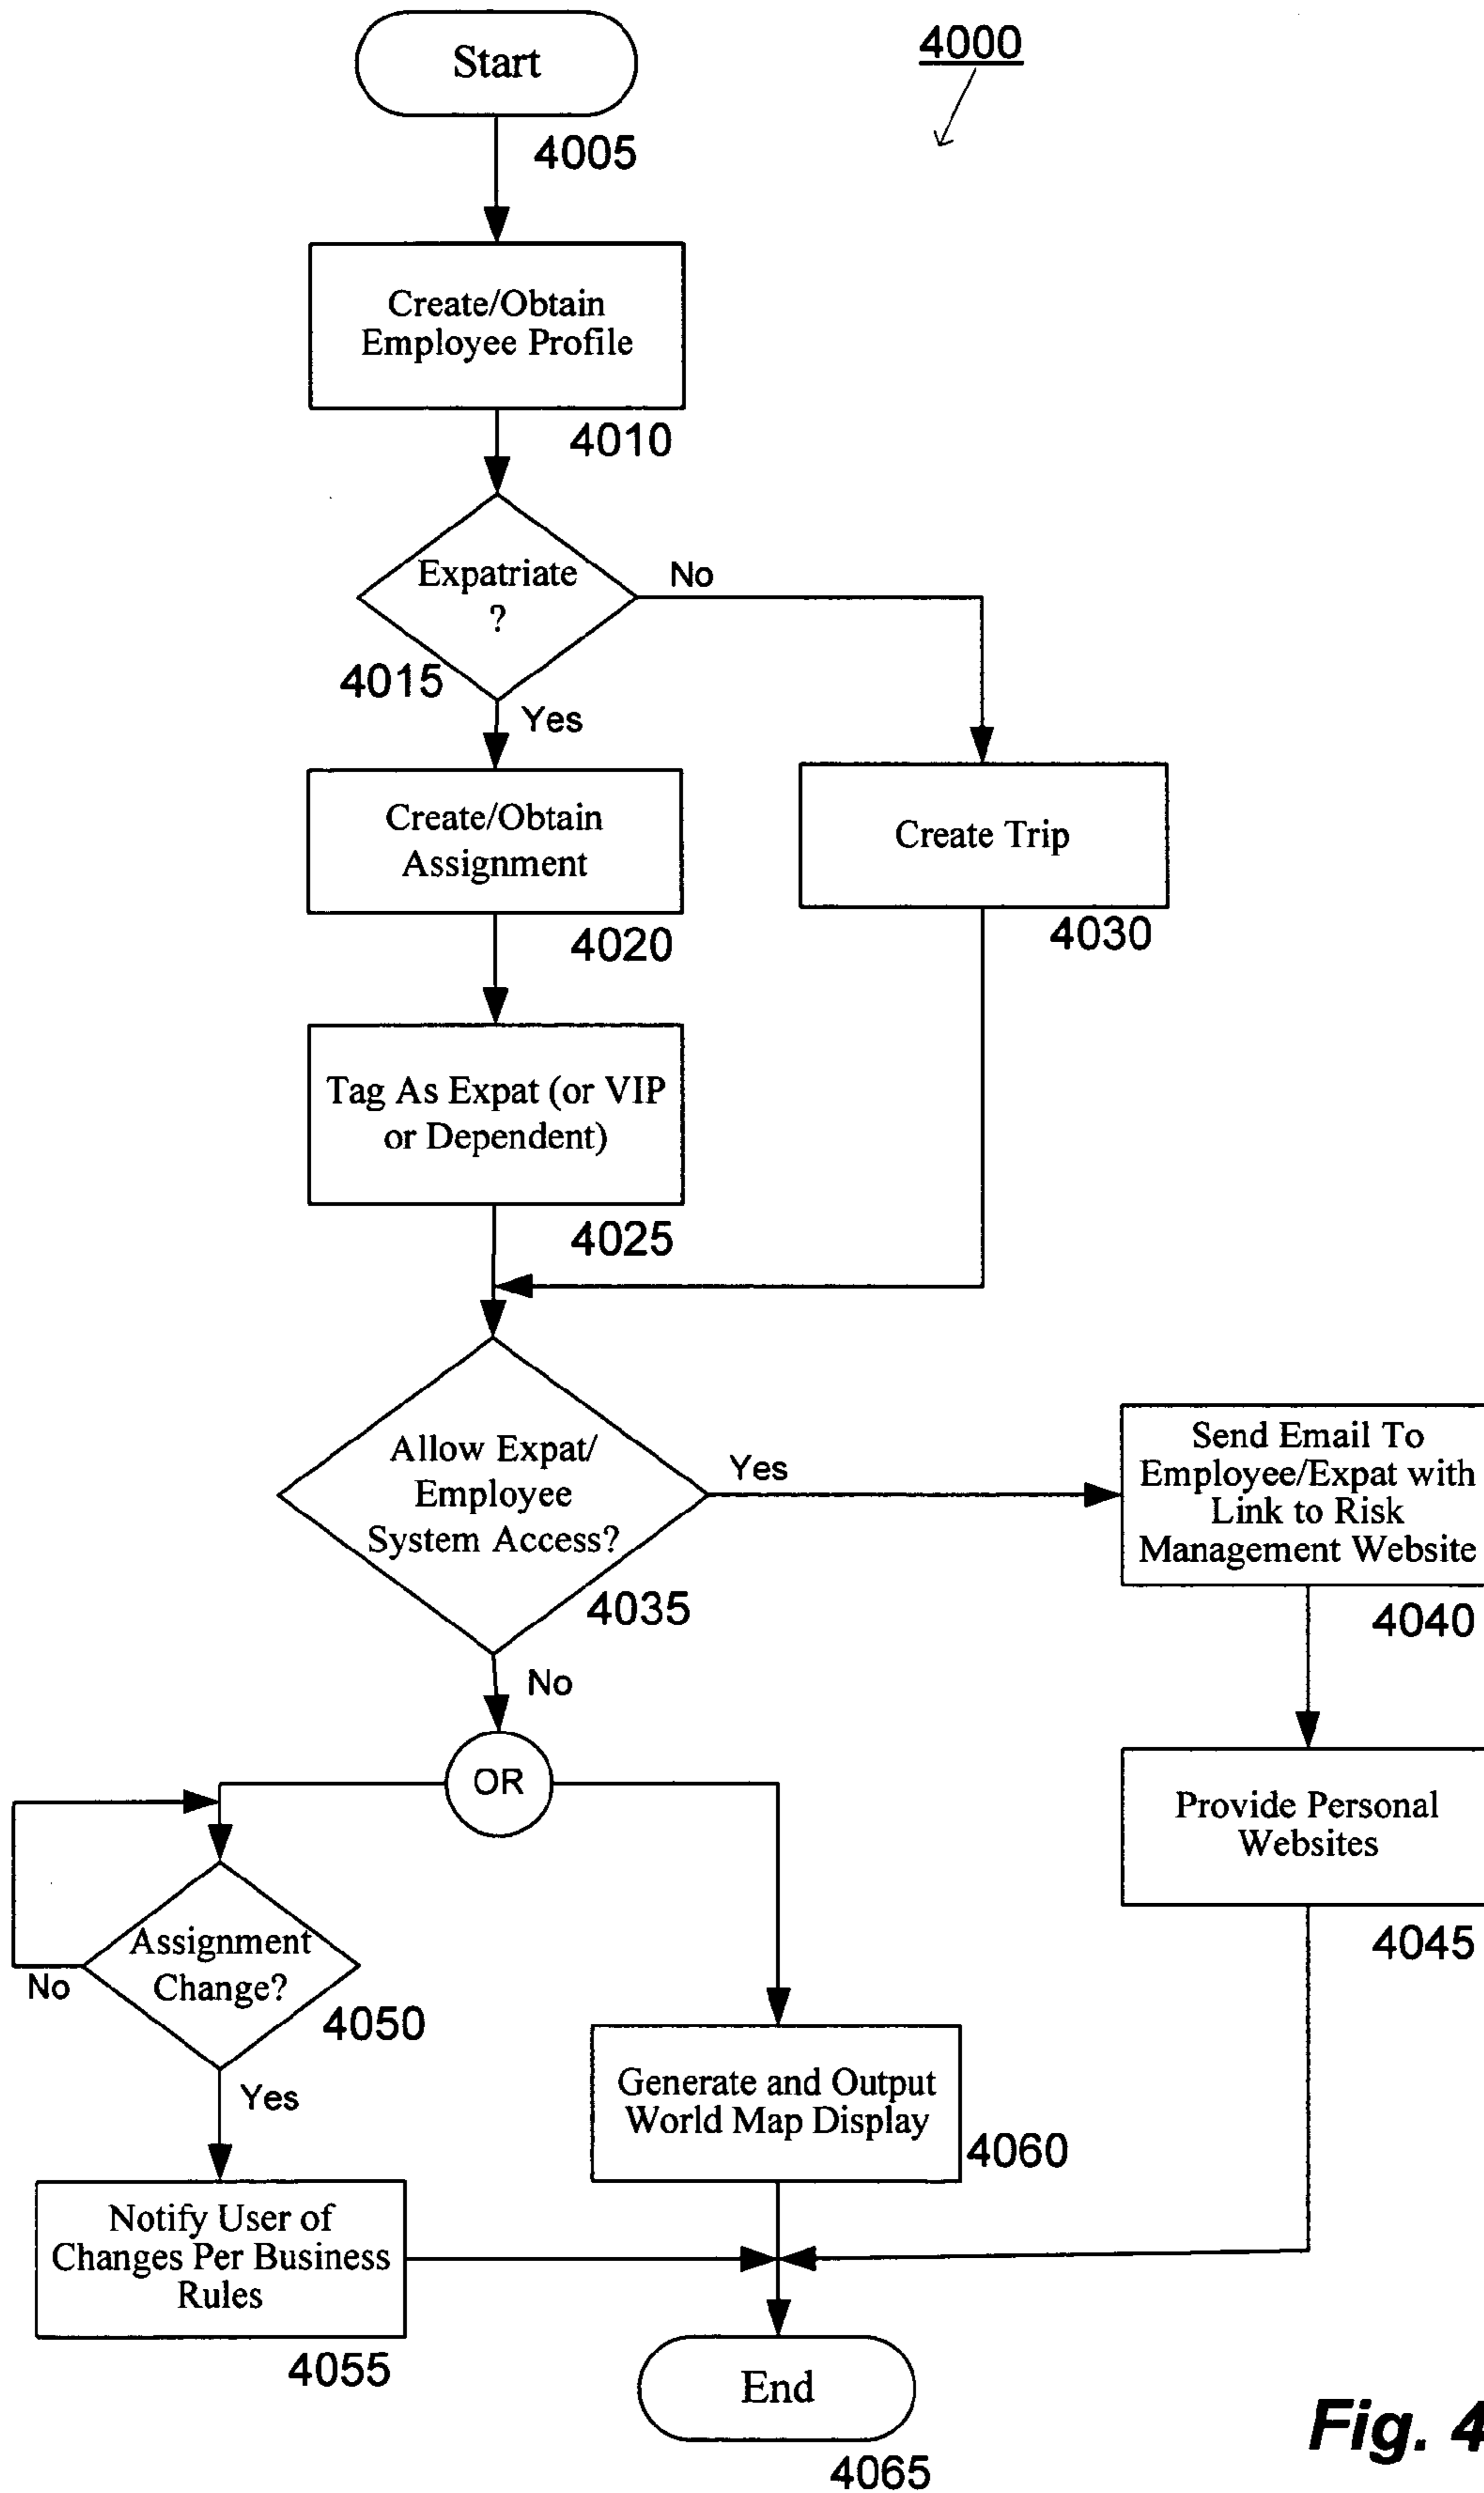 Start
4000
4005
Create/Obtain
Employee Profile
4010
Expatriate
?
No
4015
Yes
Create/Obtain
Assignment
4020
Create Trip
4030
Tag As Expat (or VIP
or Dependent)
4025
Allow Expat/
Employee
System Access?
Yes
4035
No
Send Email To
Employee/Expat with
Link to Risk
Management Website
4040
OR
Provide Personal
Websites
4045
Assignment
Change?
No
4050
Yes
Generate and Output
World Map Display
4060
Notify User of
Changes Per Business
Rules
4055
End
4065
Fig. 4